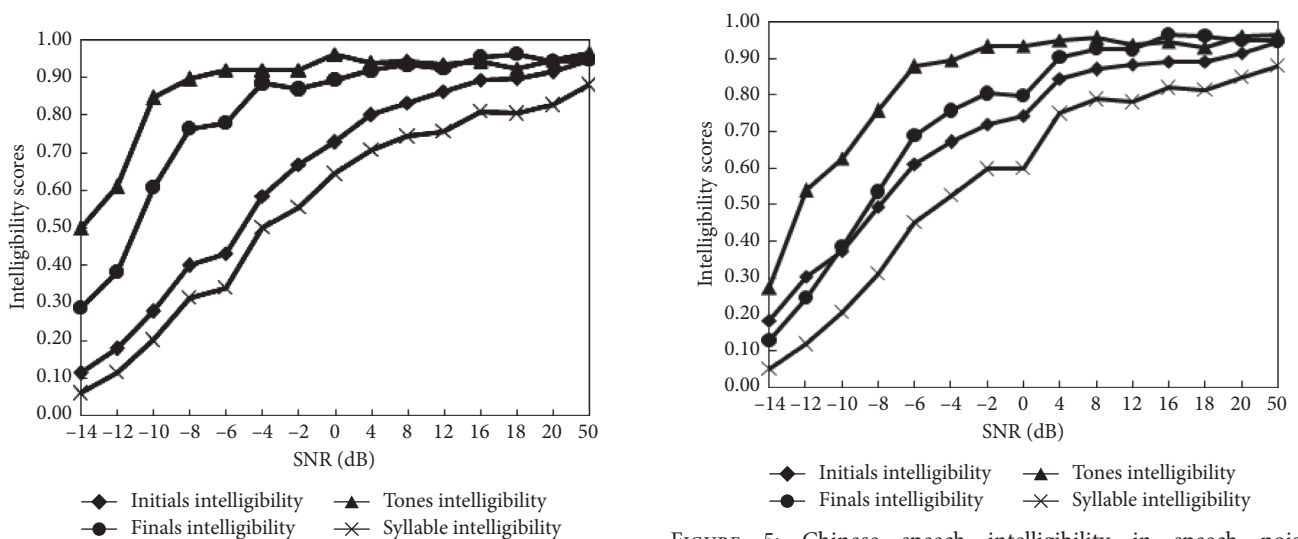 1.00
0.90
0.80
0.70
0.60
0.50
0.40
0.30
0.20
0.10
0.00
Intelligibility scores
−14 −12 −10 −8 −6 −4 −2 0 4 8 12 16 18 20 50
SNR (dB)
Initials intelligibility
Tones intelligibility
Finals intelligibility
Syllable intelligibility
1.00
0.90
0.80
0.70
0.60
0.50
0.40
0.30
0.20
0.10
0.00
Intelligibility scores
−14 −12 −10 −8 −6 −4 −2 0 4 8 12 16 18 20 50
SNR (dB)
Initials intelligibility
Tones intelligibility
Finals intelligibility
Syllable intelligibility
FIGURE 5: Chinese speech intelligibility in speech noise